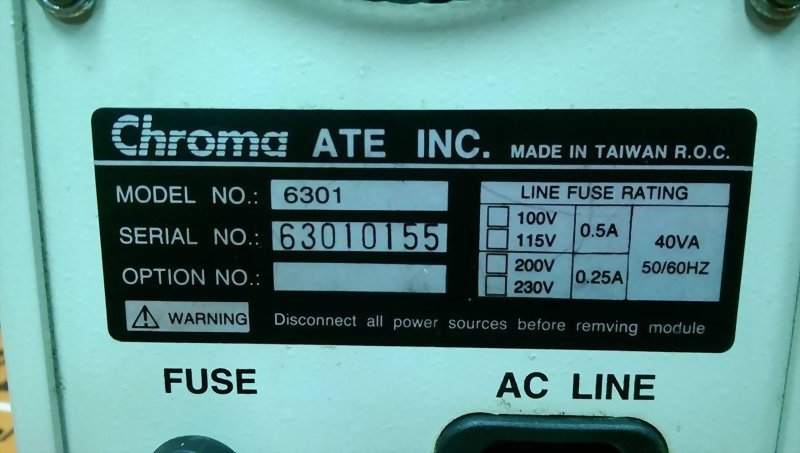 Chroma ATE INC. MADE IN TAIWAN R.O.C.
MODEL NO.: 6301
SERIAL NO.: 63010155
OPTION NO.:
LINE FUSE RATING
100V
115V
0.5A
200V
230V
0.25A
40VA
50/60HZ
WARNING Disconnect all power sources before remving module
FUSE
AC LINE